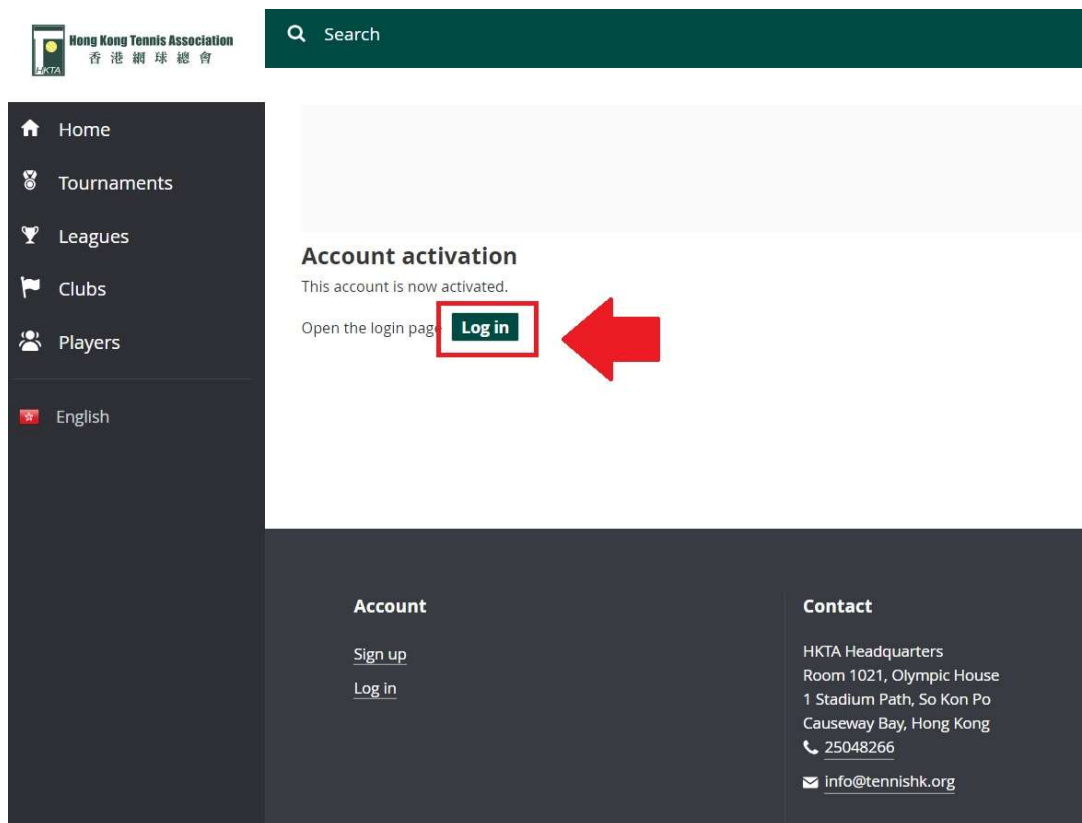 Hong Kong Tennis Association
香港網球總會
HKTA
Search
Home
Tournaments
Leagues
Clubs
Players
English
Account activation
This account is now activated.
Open the login page Log in
Account
Sign up
Log in
Contact
HKTA Headquarters
Room 1021, Olympic House
1 Stadium Path, So Kon Po
Causeway Bay, Hong Kong
25048266
info@tennishk.org